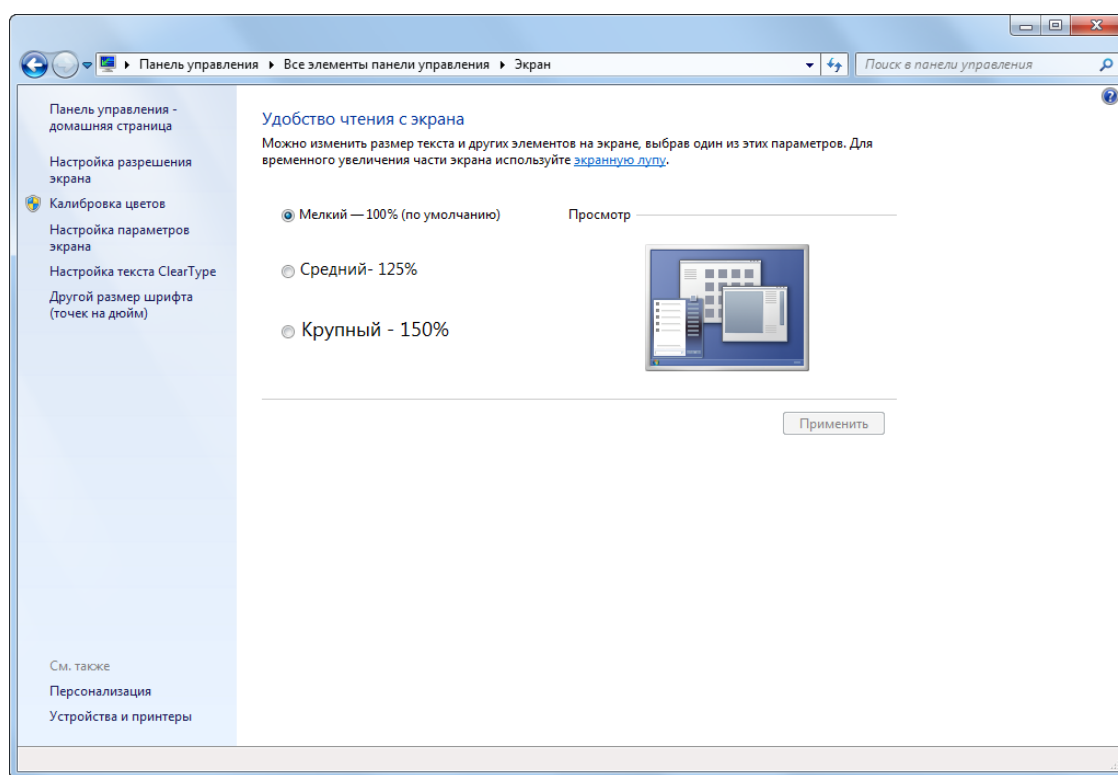 Панель управления
Все элементы панели управления
Экран
Поиск в панели управления
Панель управления -
домашняя страница
Настройка разрешения
экрана
Калибровка цветов
Настройка параметров
экрана
Настройка текста ClearType
Другой размер шрифта
(точек на дюйм)
См. также
Персонализация
Устройства и принтеры
Удобство чтения с экрана
Можно изменить размер текста и других элементов на экране, выбрав один из этих параметров. Для
временного увеличения части экрана используйте экранную лупу.
Мелкий — 100% (по умолчанию)
Просмотр
Средний- 125%
Крупный - 150%
Применить